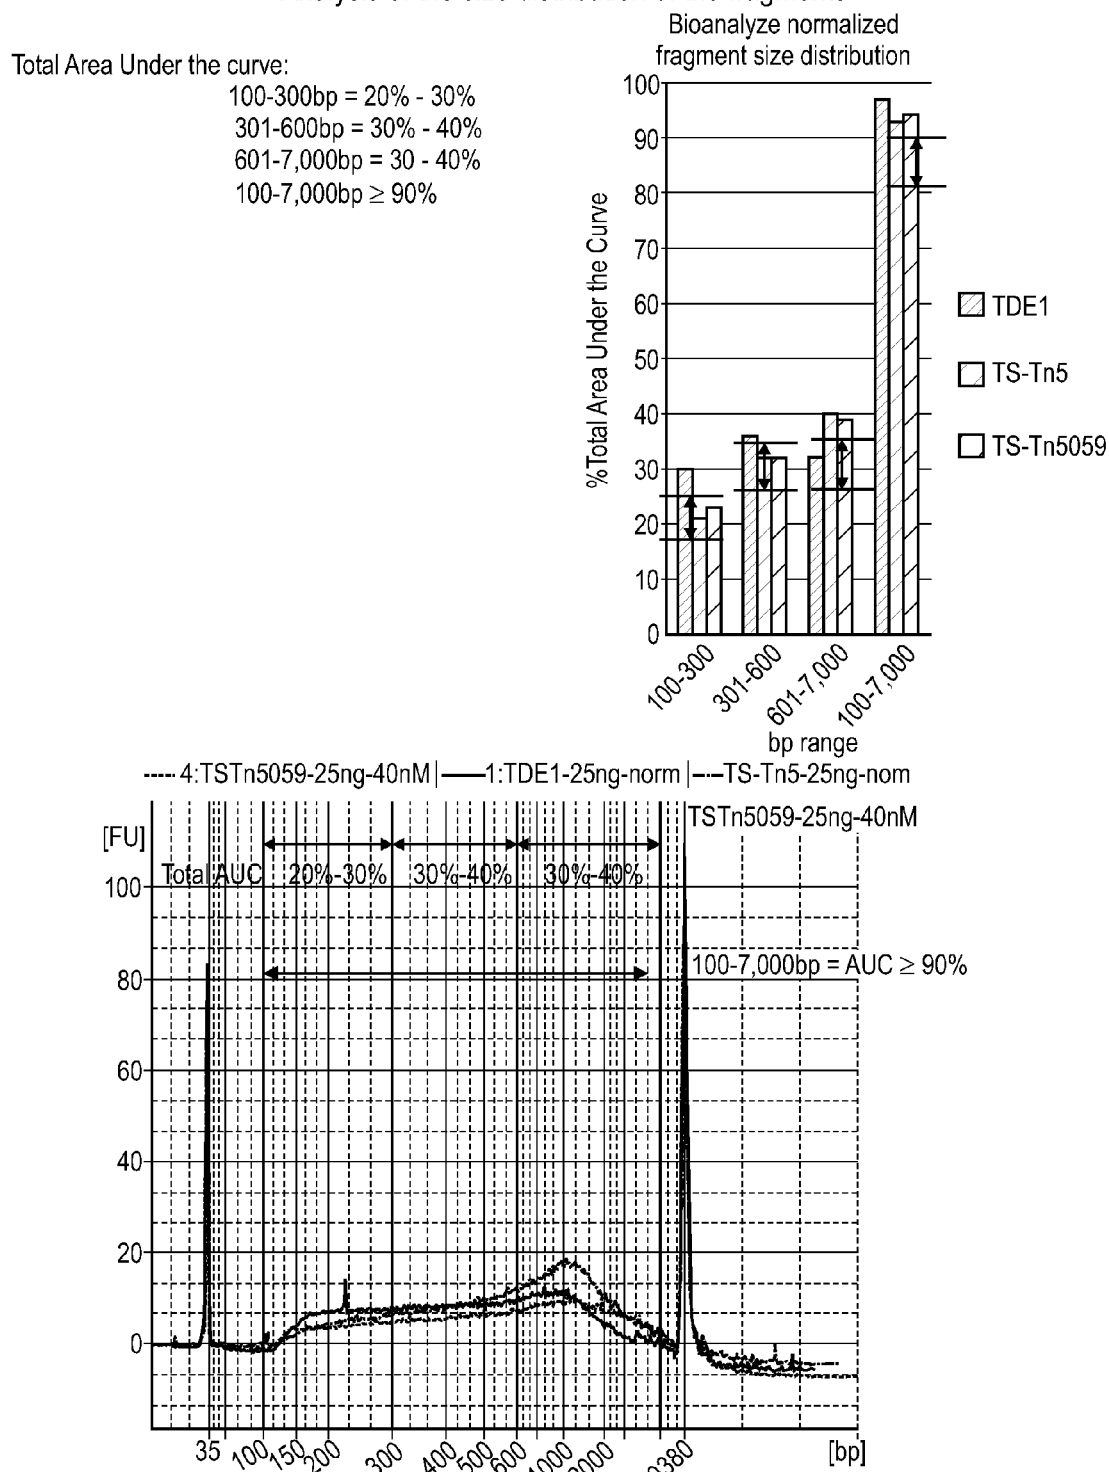 Bioanalyze normalized
fragment size distribution
Total Area Under the curve:
100-300bp = 20% - 30%
301-600bp = 30% - 40%
601-7,000bp = 30 - 40%
100-7,000bp ≥ 90%
%Total Area Under the Curve
100
90
80
70
60
50
40
30
20
10
0
100-300
301-600
601-7,000
100-7,000
bp range
TDE1
TS-Tn5
TS-Tn5059
4:TSTn5059-25ng-40nM
1:TDE1-25ng-norm
TS-Tn5-25ng-nom
TSTn5059-25ng-40nM
[FU]
Total AUC 20%-30% 30%-40% 30%-40%
100-7,000bp = AUC ≥ 90%
100
80
60
40
20
0
35 100 150 200 300 400 500 600 1000 [bp]